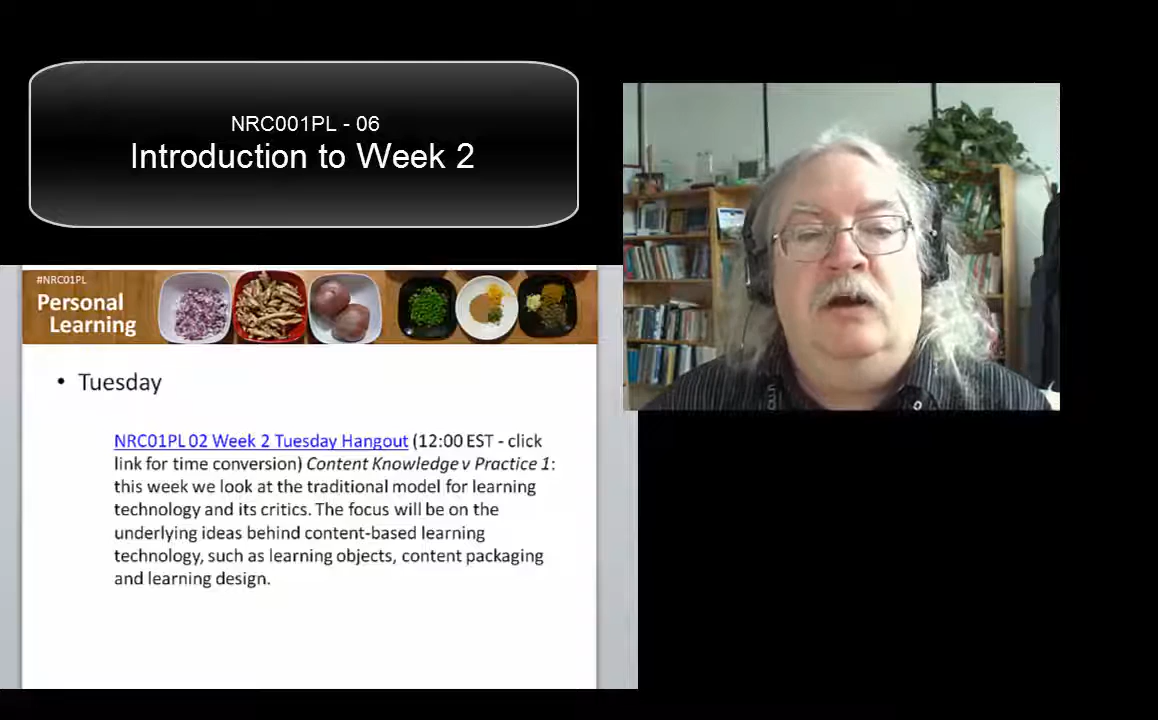 NRC001PL - 06
Introduction to Week 2
#NRC01PL
Personal
Learning
• Tuesday
NRC01PL 02 Week 2 Tuesday Hangout (12:00 EST - click
link for time conversion) Content Knowledge v Practice 1:
this week we look at the traditional model for learning
technology and its critics. The focus will be on the
underlying ideas behind content-based learning
technology, such as learning objects, content packaging
and learning design.